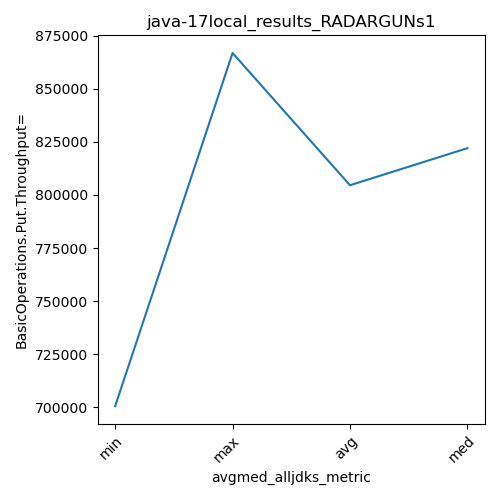 java-17local_results_RADARGUNs1
BasicOperations.Put.Throughput=
875000
850000
825000
800000
775000
750000
725000
700000
min
max
avg
med
avgmed_alljdks_metric